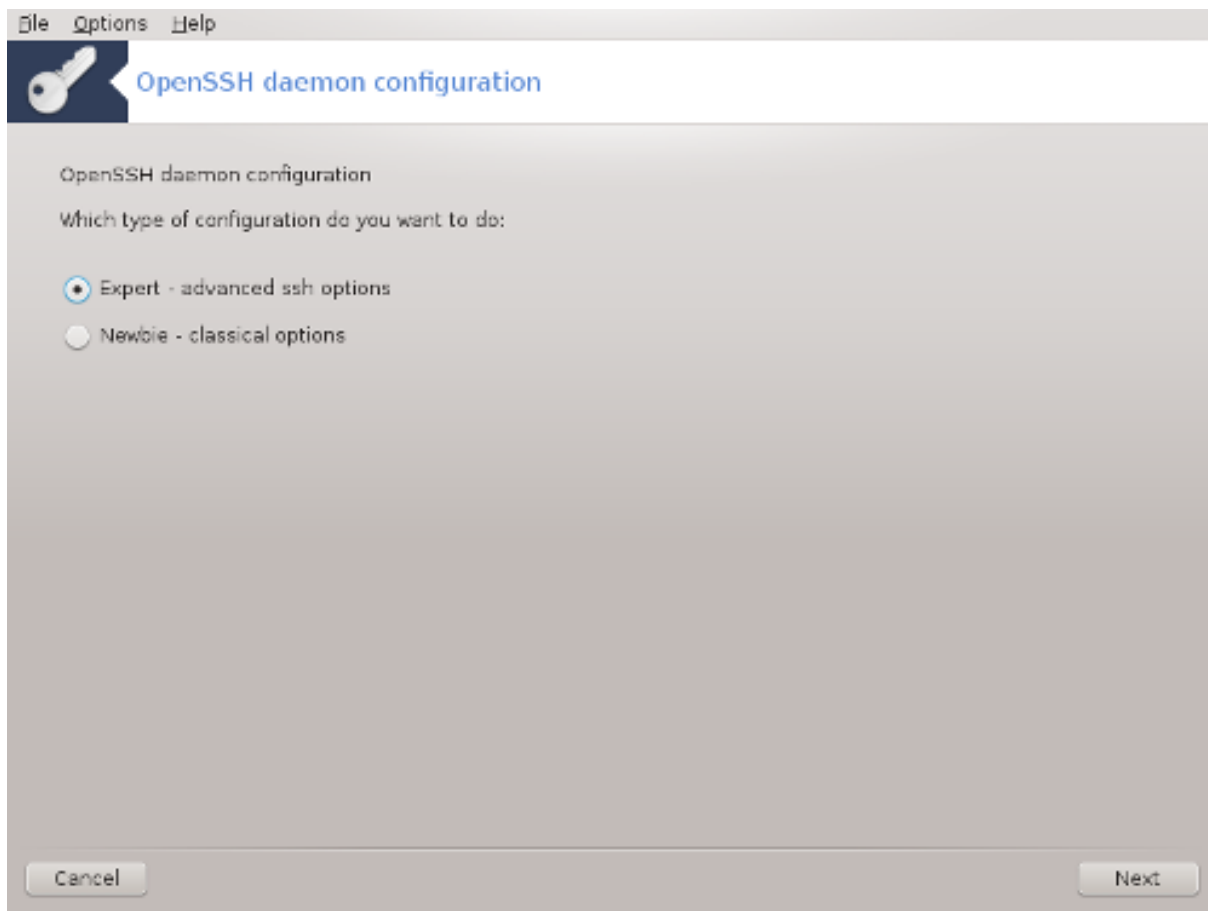 File Options Help
OpenSSH daemon configuration
OpenSSH daemon configuration
Which type of configuration do you want to do:
Expert - advanced ssh options
Newbie - classical options
Cancel Next